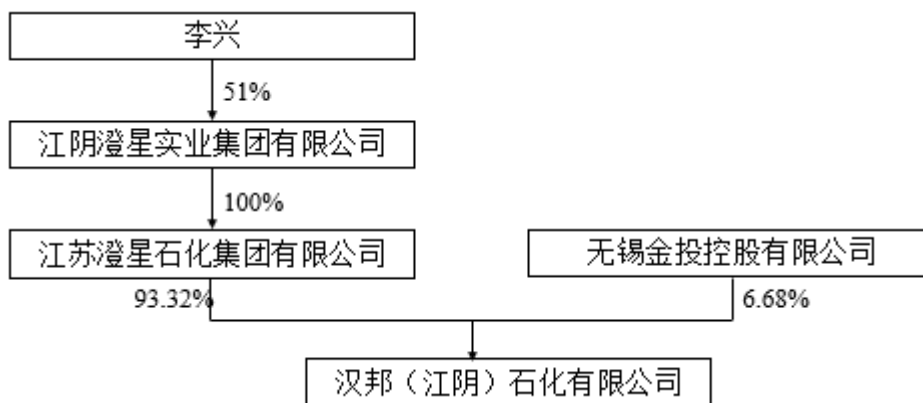 李兴
51%
江阴澄星实业集团有限公司
100%
江苏澄星石化集团有限公司
无锡金投控股有限公司
93.32%
6.68%
汉邦（江阴）石化有限公司